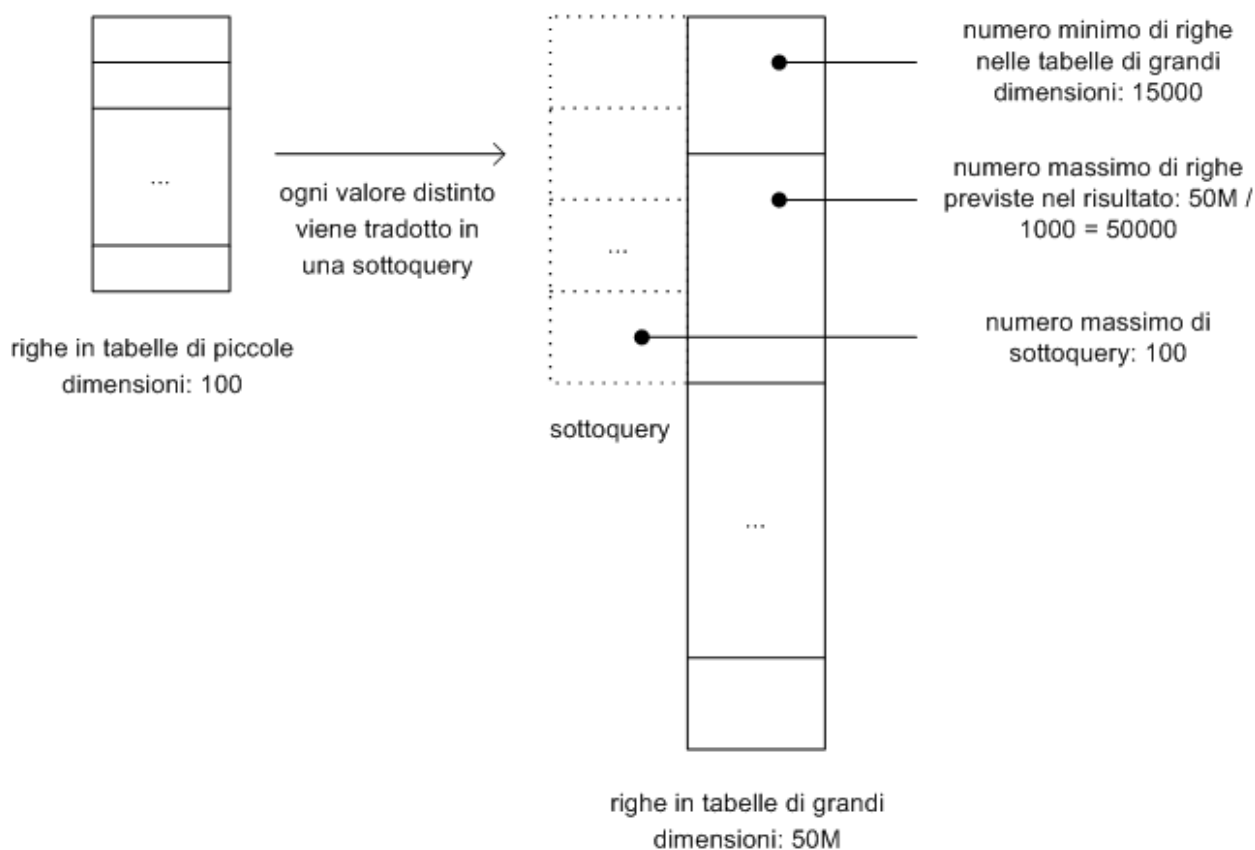 ...
righe in tabelle di piccole
dimensioni: 100
ogni valore distinto
viene tradotto in
una sottoquery
...
sottoquery
numero minimo di righe
nelle tabelle di grandi
dimensioni: 15000
numero massimo di righe
previste nel risultato: 50M /
1000 = 50000
numero massimo di
sottoquery: 100
...
righe in tabelle di grandi
dimensioni: 50M